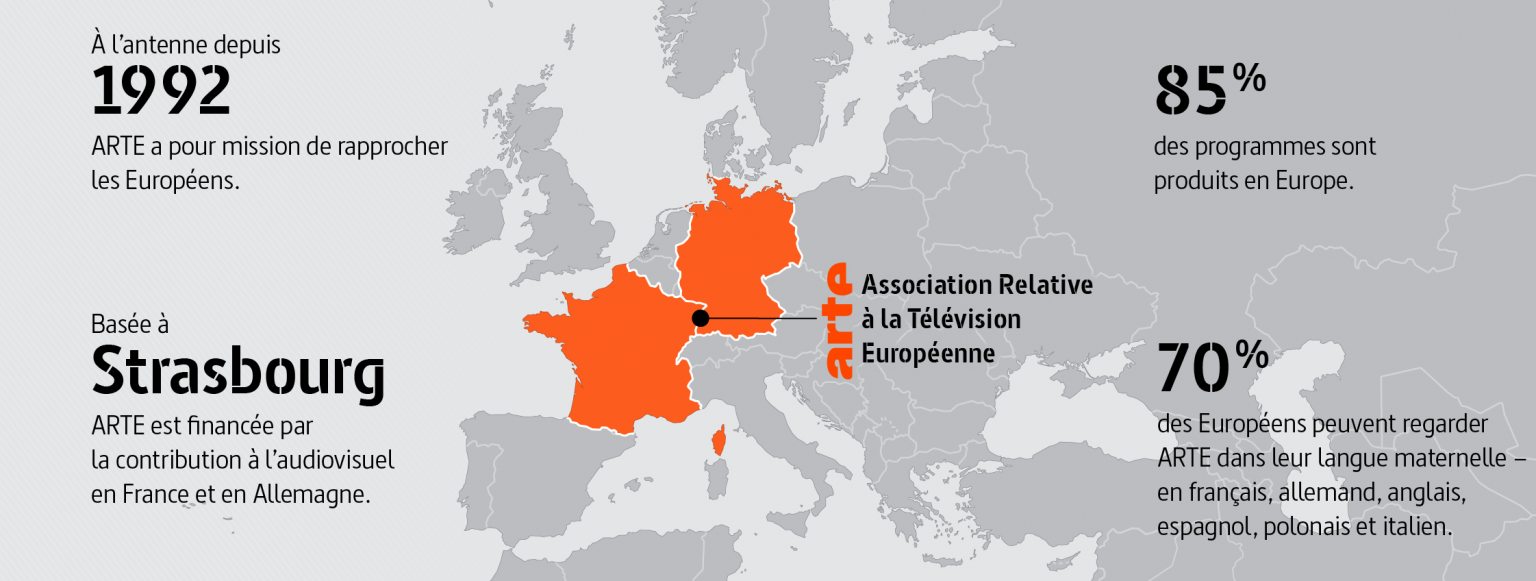 À l'antenne depuis
1992
ARTE a pour mission de rapprocher
les Européens.
Basée à
Strasbourg
ARTE est financée par
la contribution à l'audiovisuel
en France et en Allemagne.
arte
Association Relative
à la Télévision
Européenne
85%
des programmes sont
produits en Europe.
70%
des Européens peuvent regarder
ARTE dans leur langue maternelle –
en français, allemand, anglais,
espagnol, polonais et italien.